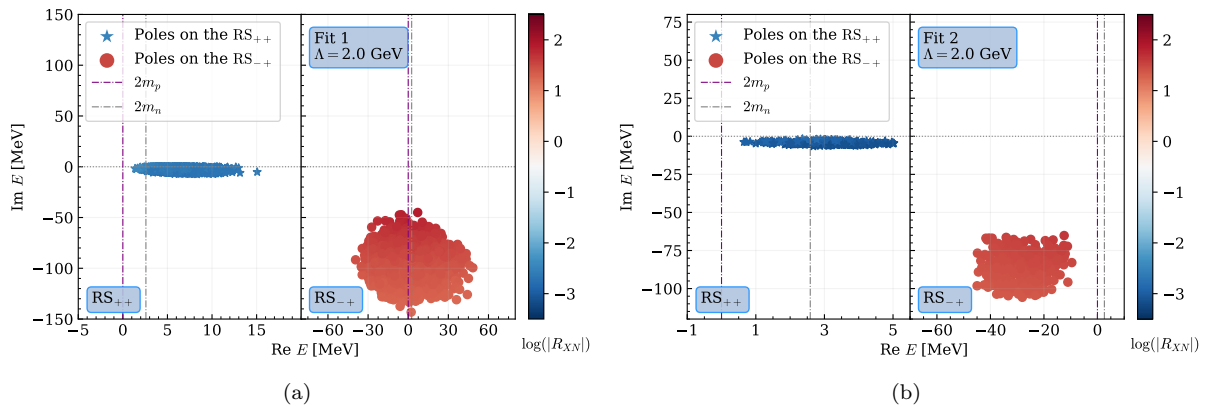 150
100
50
0
−50
−100
−150
Im E [MeV]
Poles on the RS₊₊
Poles on the RS₋₊
2mₚ
2mₙ
RS₊₊
0 5 10 15
Fit 1
Λ = 2.0 GeV
RS₋₊
−60 −30 0 30 60
Re E [MeV]
2
1
0
−1
−2
−3
log(|R_{XN}|)
(a)
75
50
25
0
−25
−50
−75
−100
Im E [MeV]
Poles on the RS₊₊
Poles on the RS₋₊
2mₚ
2mₙ
RS₊₊
−1 1 3 5
Fit 2
Λ = 2.0 GeV
RS₋₊
−60 −40 −20 0
Re E [MeV]
2
1
0
−1
−2
−3
log(|R_{XN}|)
(b)